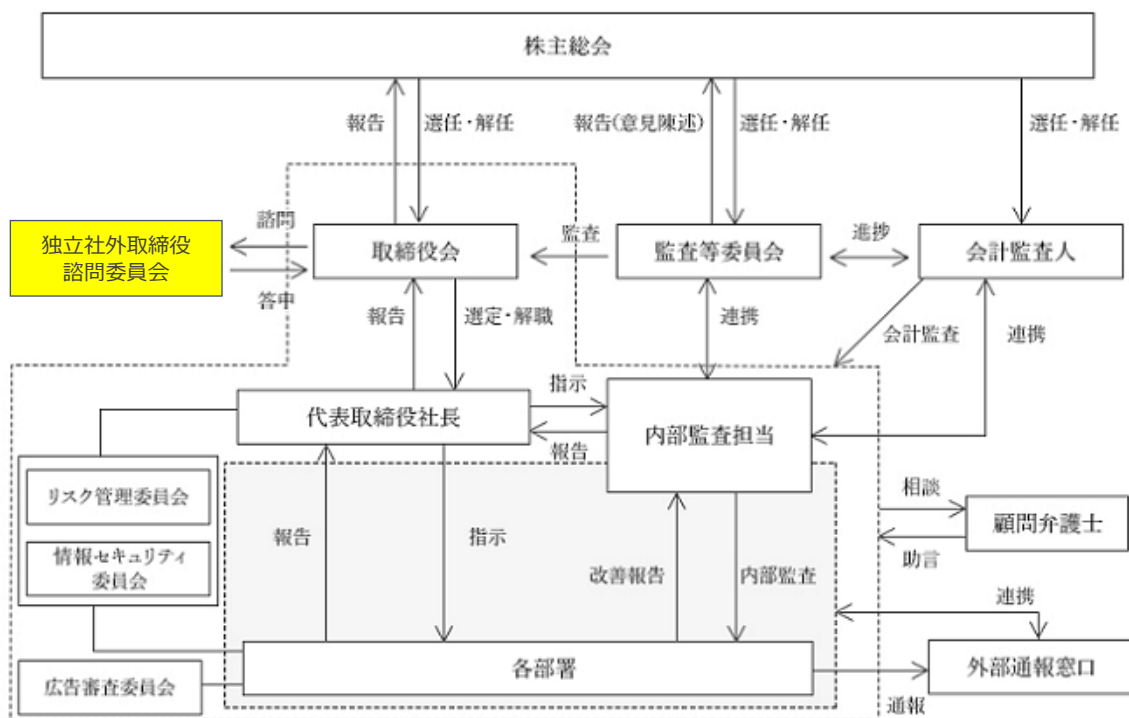 株主総会
報告
選任・解任
報告(意見陳述)
選任・解任
選任・解任
諮問
独立社外取締役
諮問委員会
答申
取締役会
監査
監査等委員会
進捗
会計監査人
報告
選定・解職
連携
会計監査
連携
代表取締役社長
指示
報告
内部監査担当
リスク管理委員会
情報セキュリティ
委員会
報告
指示
改善報告
内部監査
相談
顧問弁護士
助言
連携
各部署
広告審査委員会
外部通報窓口
通報